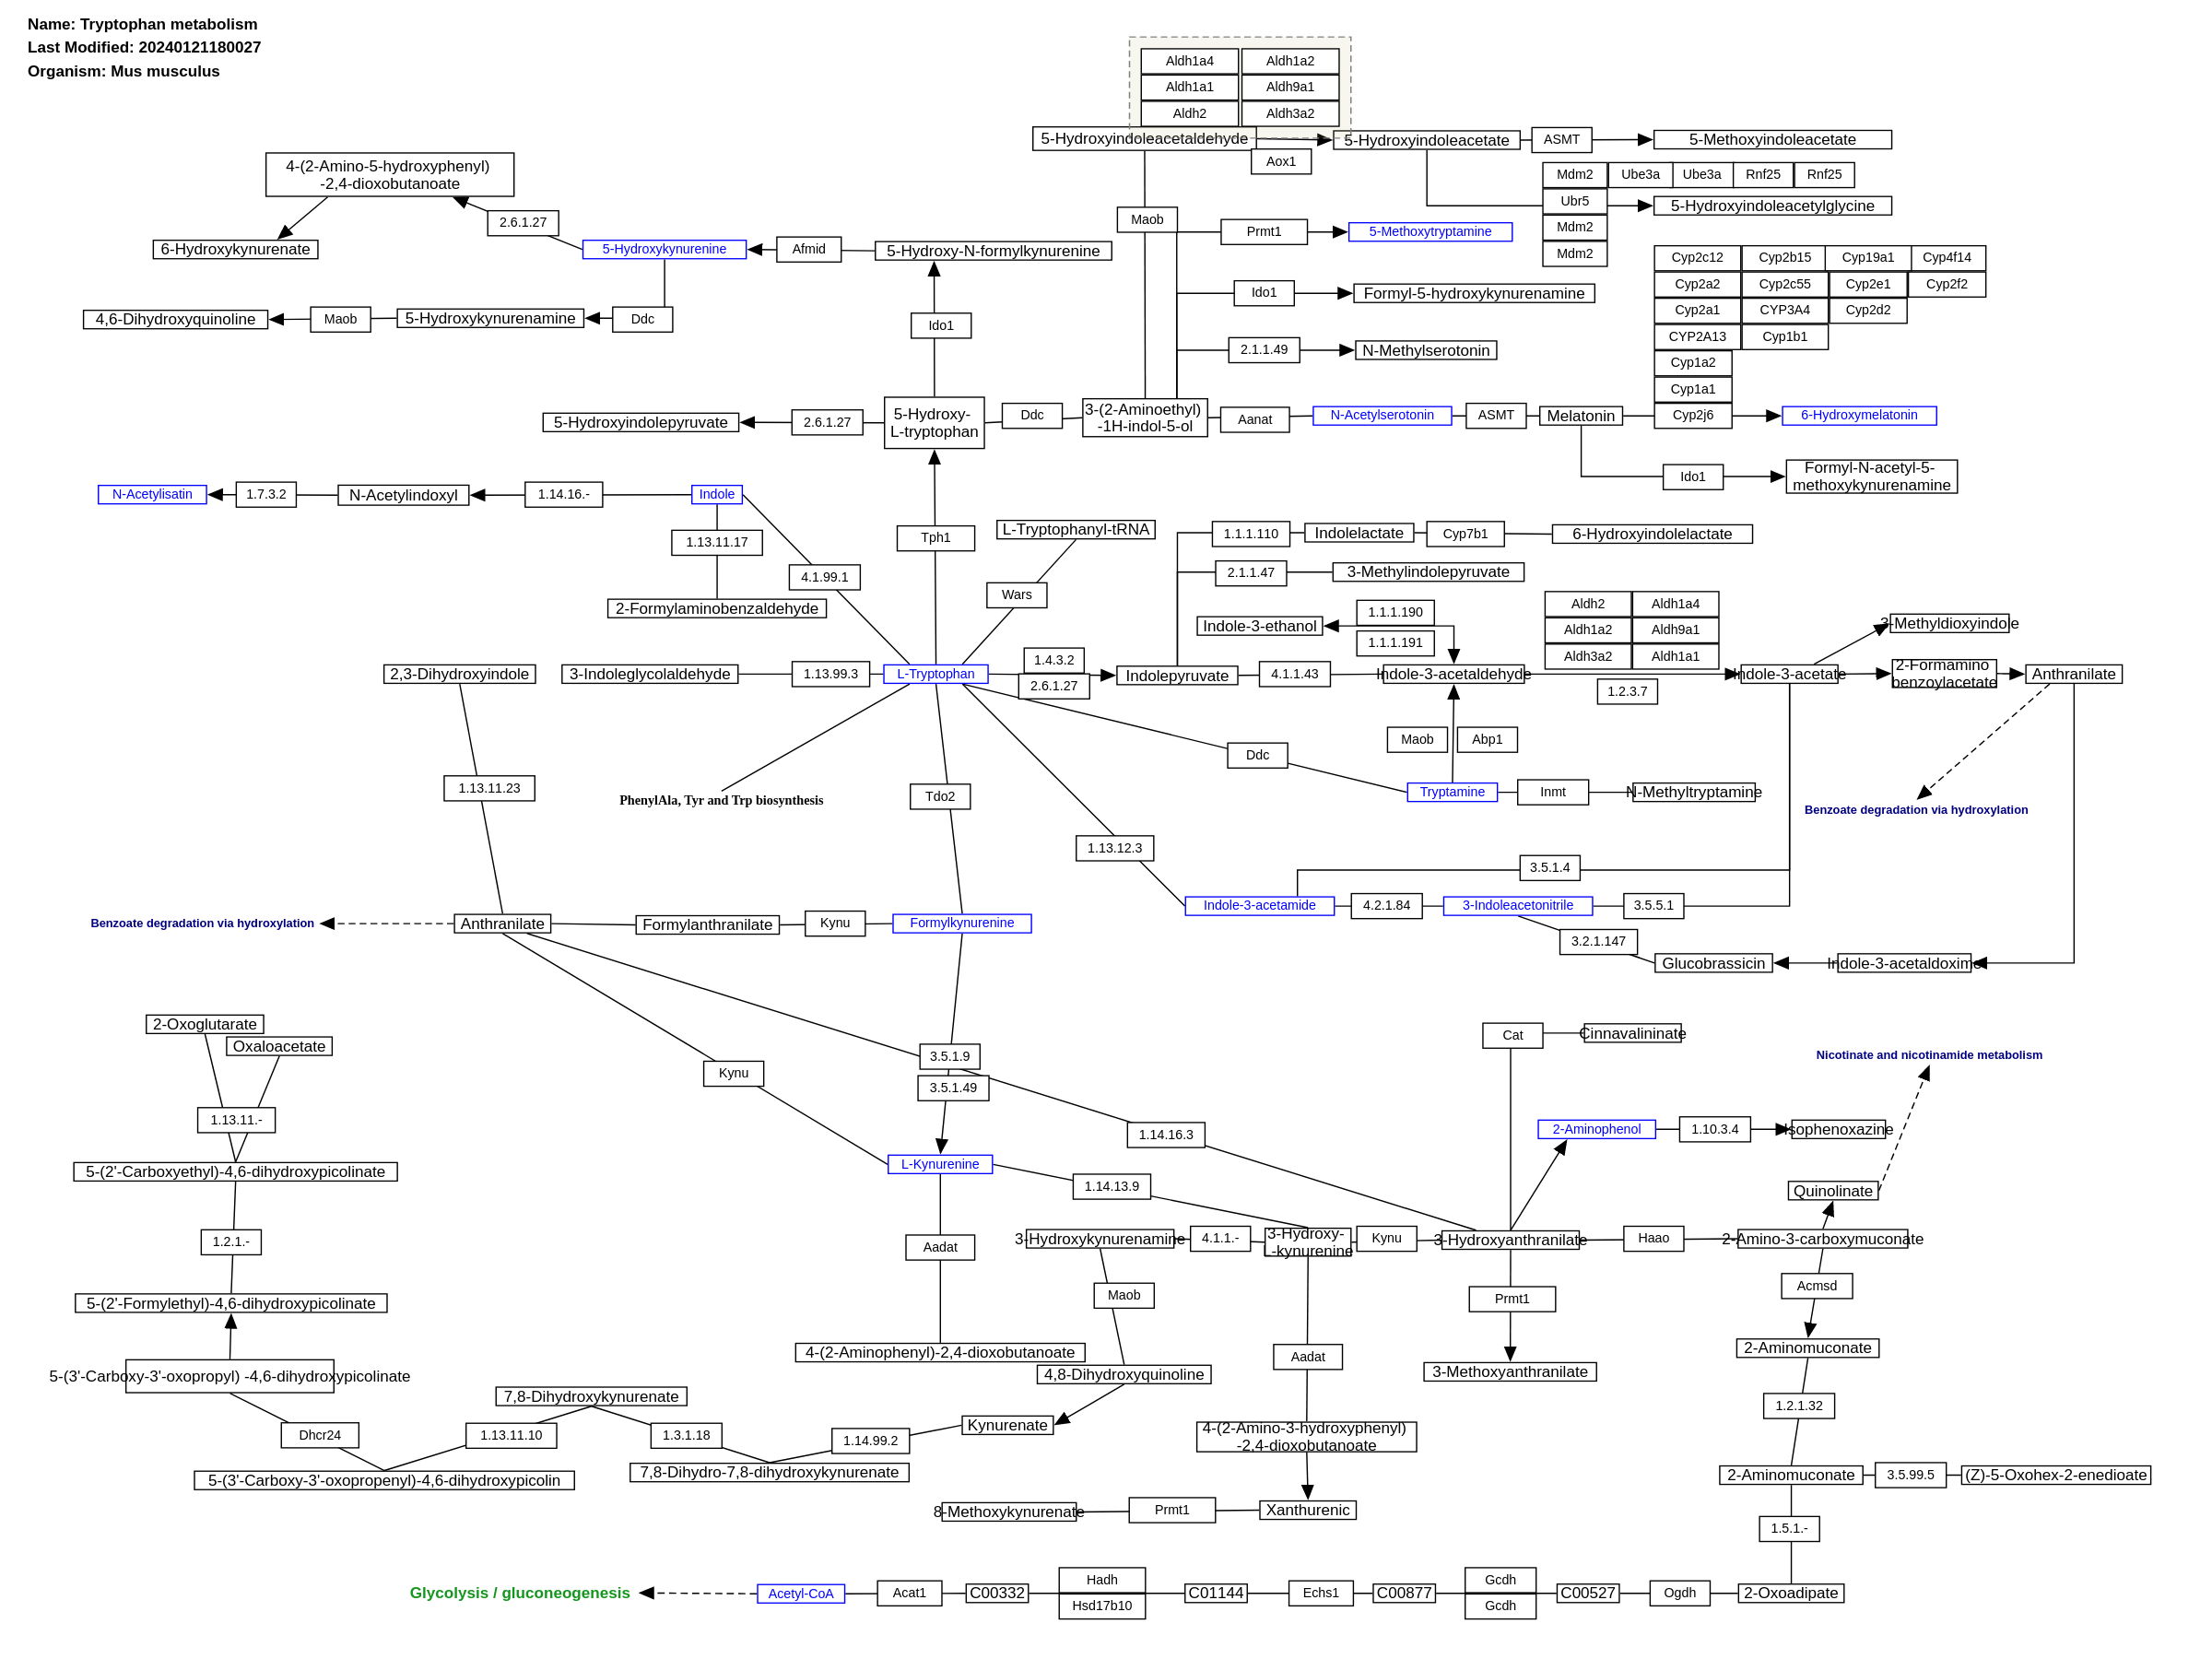 Name: Tryptophan metabolism
Last Modified: 20240121180027
Organism: Mus musculus
Aldh1a4
Aldh1a2
Aldh1a1
Aldh9a1
Aldh2
Aldh3a2
5-Hydroxyindoleacetaldehyde
5-Hydroxyindoleacetate
ASMT
5-Methoxyindoleacetate
Aox1
4-(2-Amino-5-hydroxyphenyl)
-2,4-dioxobutanoate
Mdm2
Ube3a
Ube3a
Rnf25
Rnf25
Ubr5
5-Hydroxyindoleacetylglycine
Mdm2
Mdm2
2.6.1.27
Maob
Prmt1
5-Methoxytryptamine
6-Hydroxykynurenate
5-Hydroxykynurenine
Afmid
5-Hydroxy-N-formylkynurenine
Cyp2c12
Cyp2b15
Cyp19a1
Cyp4f14
Cyp2a2
Cyp2c55
Cyp2e1
Cyp2f2
Cyp2a1
CYP3A4
Cyp2d2
CYP2A13
Cyp1b1
Cyp1a2
Cyp1a1
Cyp2j6
Ido1
Formyl-5-hydroxykynurenamine
4,6-Dihydroxyquinoline
Maob
5-Hydroxykynurenamine
Ddc
Ido1
2.1.1.49
N-Methylserotonin
5-Hydroxyindolepyruvate
2.6.1.27
5-Hydroxy-
L-tryptophan
Ddc
3-(2-Aminoethyl)
-1H-indol-5-ol
Aanat
N-Acetylserotonin
ASMT
Melatonin
6-Hydroxymelatonin
Ido1
Formyl-N-acetyl-5-
methoxykynurenamine
N-Acetylisatin
1.7.3.2
N-Acetylindoxyl
1.14.16.-
Indole
1.13.11.17
Tph1
L-Tryptophanyl-tRNA
1.1.1.110
Indolelactate
Cyp7b1
6-Hydroxyindolelactate
4.1.99.1
Wars
2.1.1.47
3-Methylindolepyruvate
2-Formylaminobenzaldehyde
Indole-3-ethanol
1.1.1.190
1.1.1.191
Aldh2
Aldh1a4
Aldh1a2
Aldh9a1
Aldh3a2
Aldh1a1
3-Methyldioxyindole
2,3-Dihydroxyindole
3-Indoleglycolaldehyde
1.13.99.3
L-Tryptophan
1.4.3.2
2.6.1.27
Indolepyruvate
4.1.1.43
Indole-3-acetaldehyde
1.2.3.7
Indole-3-acetate
2-Formamino
benzoylacetate
Anthranilate
Maob
Abp1
Ddc
1.13.11.23
PhenylAla, Tyr and Trp biosynthesis
Tdo2
Tryptamine
Inmt
N-Methyltryptamine
Benzoate degradation via hydroxylation
1.13.12.3
3.5.1.4
Indole-3-acetamide
4.2.1.84
3-Indoleacetonitrile
3.5.5.1
Benzoate degradation via hydroxylation
Anthranilate
Formylanthranilate
Kynu
Formylkynurenine
3.2.1.147
Glucobrassicin
Indole-3-acetaldoxime
2-Oxoglutarate
Oxaloacetate
Cat
Cinnavalininate
3.5.1.9
Kynu
3.5.1.49
Nicotinate and nicotinamide metabolism
1.13.11.-
1.14.16.3
2-Aminophenol
1.10.3.4
Isophenoxazine
5-(2'-Carboxyethyl)-4,6-dihydroxypicolinate
L-Kynurenine
1.14.13.9
Quinolinate
1.2.1.-
Aadat
3-Hydroxykynurenamine
4.1.1.-
3-Hydroxy-
L-kynurenine
Kynu
3-Hydroxyanthranilate
Haao
2-Amino-3-carboxymuconate
Maob
Prmt1
Acmsd
5-(2'-Formylethyl)-4,6-dihydroxypicolinate
4-(2-Aminophenyl)-2,4-dioxobutanoate
Aadat
2-Aminomuconate
5-(3'-Carboxy-3'-oxopropyl) -4,6-dihydroxypicolinate
4,8-Dihydroxyquinoline
3-Methoxyanthranilate
7,8-Dihydroxykynurenate
1.2.1.32
Dhcr24
1.13.11.10
1.3.1.18
1.14.99.2
Kynurenate
4-(2-Amino-3-hydroxyphenyl)
-2,4-dioxobutanoate
5-(3'-Carboxy-3'-oxopropenyl)-4,6-dihydroxypicolin
7,8-Dihydro-7,8-dihydroxykynurenate
2-Aminomuconate
3.5.99.5
(Z)-5-Oxohex-2-enedioate
8-Methoxykynurenate
Prmt1
Xanthurenic
1.5.1.-
Glycolysis / gluconeogenesis
Acetyl-CoA
Acat1
C00332
Hadh
Hsd17b10
C01144
Echs1
C00877
Gcdh
Gcdh
C00527
Ogdh
2-Oxoadipate